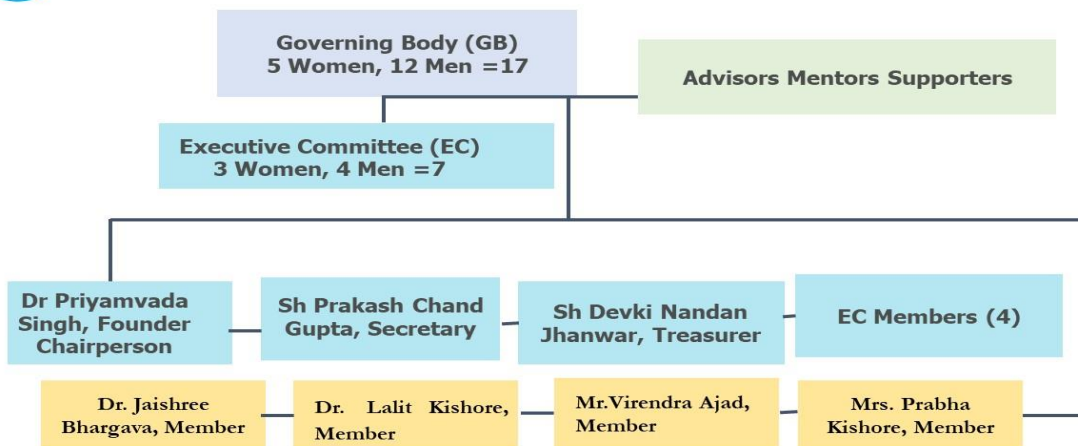 Governing Body (GB)
5 Women, 12 Men =17
Advisors Mentors Supporters
Executive Committee (EC)
3 Women, 4 Men =7
Dr Priyamvada
Singh, Founder
Chairperson
Sh Prakash Chand
Gupta, Secretary
Sh Devki Nandan
Jhanwar, Treasurer
EC Members (4)
Dr. Jaishree
Bhargava, Member
Dr. Lalit Kishore,
Member
Mr.Virendra Ajad,
Member
Mrs. Prabha
Kishore, Member